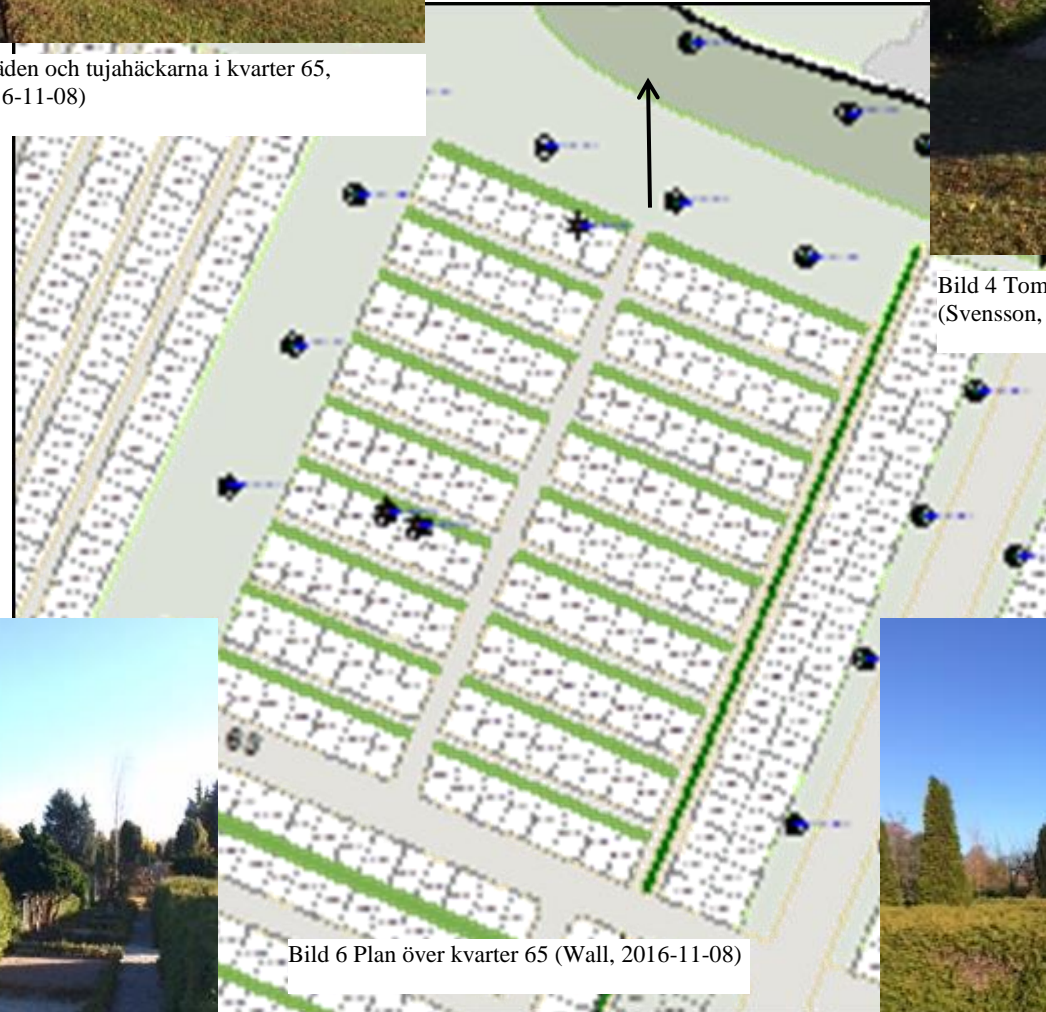 äden och tujahäckarna i kvarter 65,
6-11-08)
Bild 4 Tom
(Svensson,
65
Bild 6 Plan över kvarter 65 (Wall, 2016-11-08)